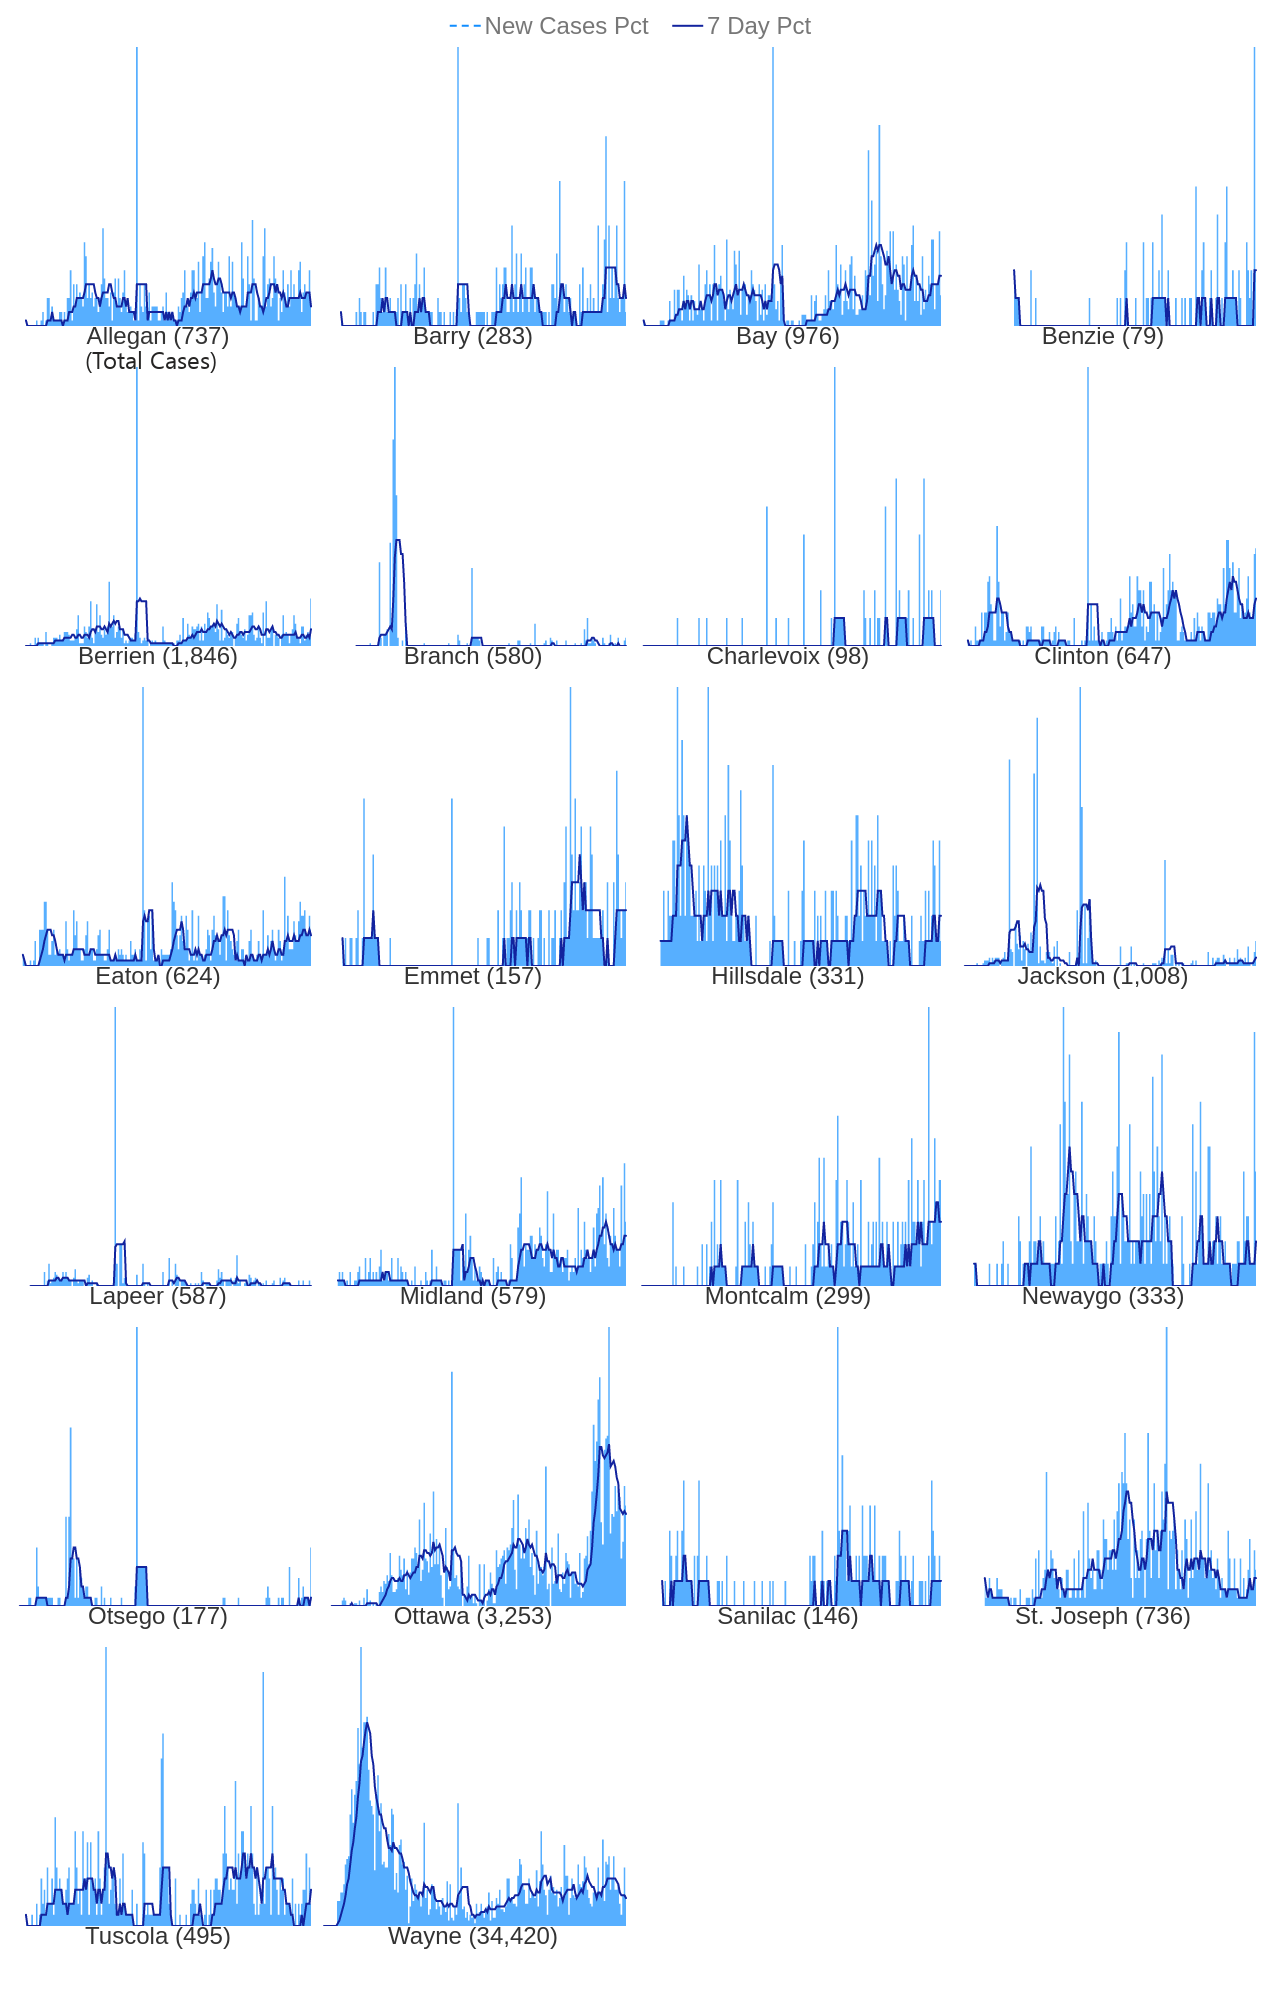 New Cases Pct 7 Day Pct
Allegan (737) Barry (283) Bay (976) Benzie (79)
(Total Cases)
Berrien (1,846) Branch (580) Charlevoix (98) Clinton (647)
Eaton (624) Emmet (157) Hillsdale (331) Jackson (1,008)
Lapeer (587) Midland (579) Montcalm (299) Newaygo (333)
Otsego (177) Ottawa (3,253) Sanilac (146) St. Joseph (736)
Tuscola (495) Wayne (34,420)